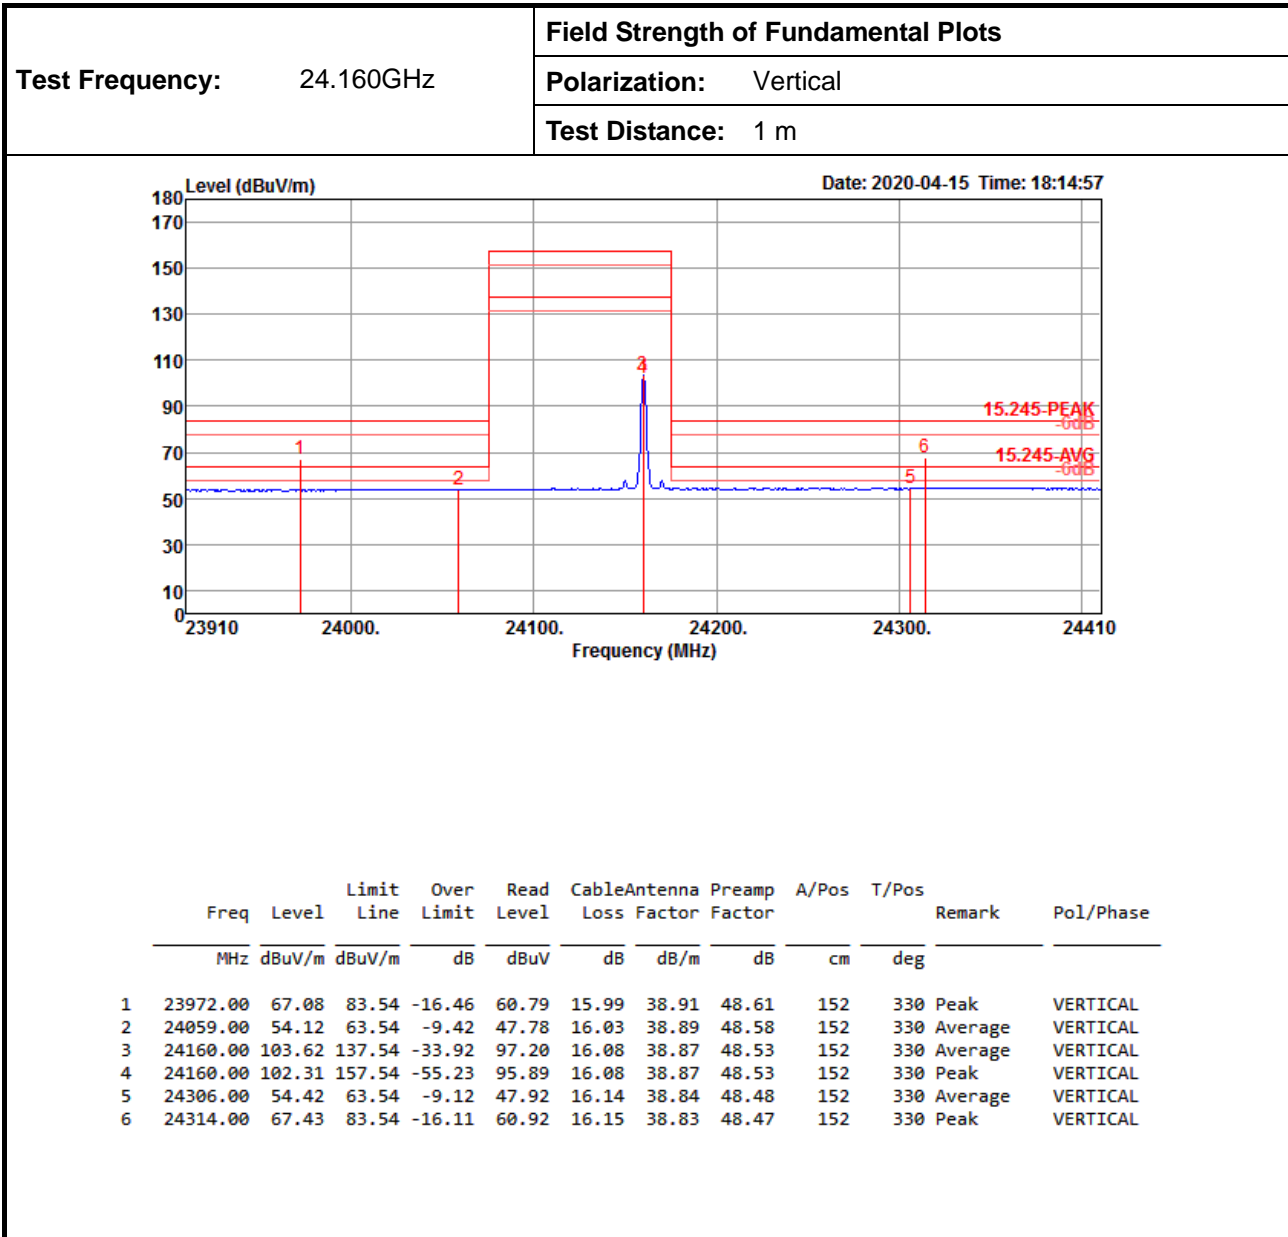 Test Frequency: 24.160GHz
Field Strength of Fundamental Plots
Polarization: Vertical
Test Distance: 1 m
Level (dBuV/m) Date: 2020-04-15 Time: 18:14:57
180
170
150
130
110
90
70
50
30
10
0
3
4
1
2
6
5
15.245-PEAK
-6dB
15.245-AVG
-6dB
23910 24000. 24100. 24200. 24300. 24410
Frequency (MHz)
Limit Over Read CableAntenna Preamp A/Pos T/Pos
Freq Level Line Limit Level Loss Factor Factor Remark Pol/Phase
MHz dBuV/m dBuV/m dB dBuV dB dB/m dB cm deg
1 23972.00 67.08 83.54 -16.46 60.79 15.99 38.91 48.61 152 330 Peak VERTICAL
2 24059.00 54.12 63.54 -9.42 47.78 16.03 38.89 48.58 152 330 Average VERTICAL
3 24160.00 103.62 137.54 -33.92 97.20 16.08 38.87 48.53 152 330 Average VERTICAL
4 24160.00 102.31 157.54 -55.23 95.89 16.08 38.87 48.53 152 330 Peak VERTICAL
5 24306.00 54.42 63.54 -9.12 47.92 16.14 38.84 48.48 152 330 Average VERTICAL
6 24314.00 67.43 83.54 -16.11 60.92 16.15 38.83 48.47 152 330 Peak VERTICAL